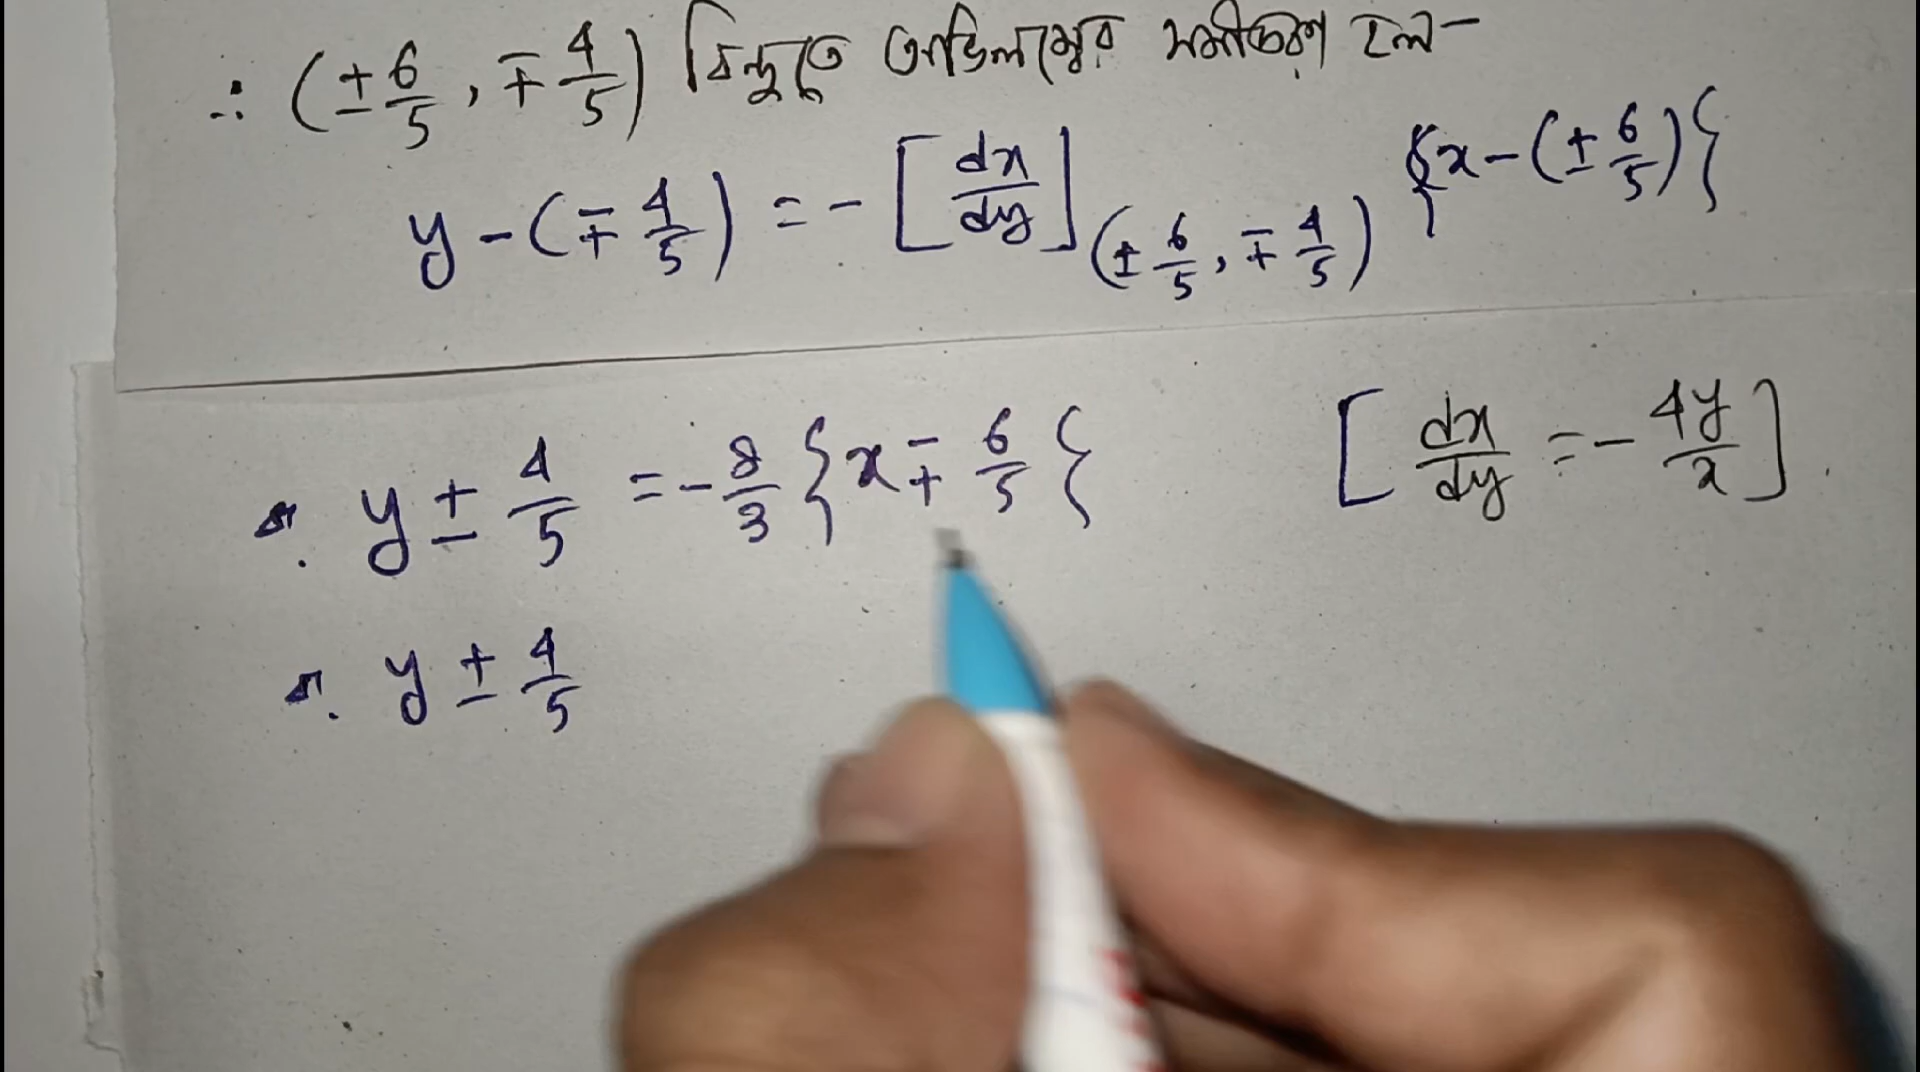 ∴ (± 6/5, ∓ 4/5) বিন্দুতে অভিলম্বের সমীকরণ হল-
y - (∓ 4/5) = - [dx/dy] (± 6/5, ∓ 4/5) {x - (± 6/5)}
বা. y ± 4/5 = - 8/3 {x ∓ 6/5} [dx/dy = - 4y/x]
বা. y ± 4/5